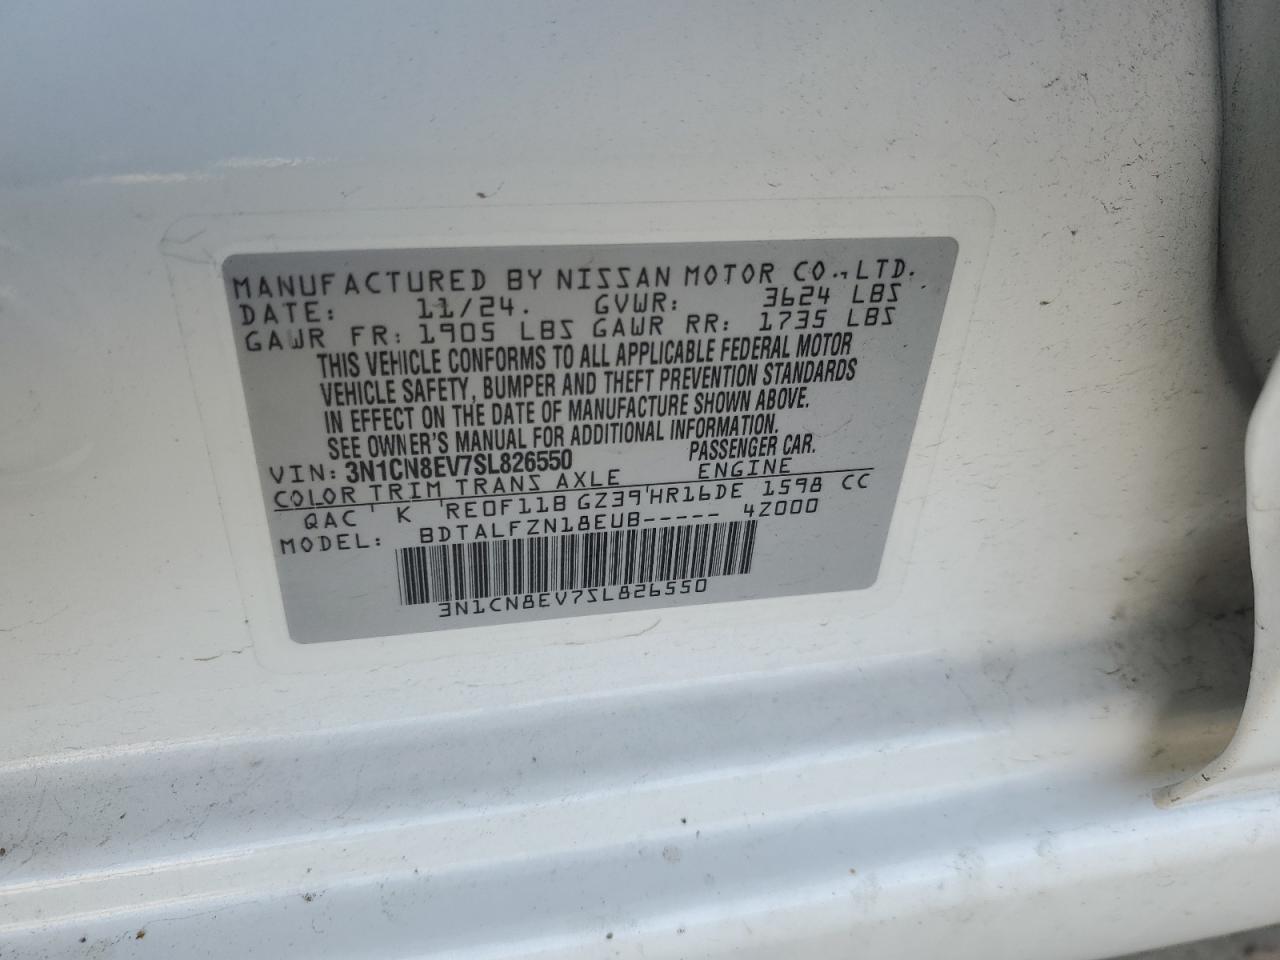 MANUFACTURED BY NISSAN MOTOR CO.,LTD.
DATE: 11/24. GVWR: 3624 LBS
GAWR FR: 1905 LBS GAWR RR: 1735 LBS
THIS VEHICLE CONFORMS TO ALL APPLICABLE FEDERAL MOTOR
VEHICLE SAFETY, BUMPER AND THEFT PREVENTION STANDARDS
IN EFFECT ON THE DATE OF MANUFACTURE SHOWN ABOVE.
SEE OWNER'S MANUAL FOR ADDITIONAL INFORMATION.
VIN: 3N1CN8EV7SL826550 PASSENGER CAR.
COLOR TRIM TRANS AXLE ENGINE
QAC' K 'RE0F11B GZ39'HR16DE 1598 CC
MODEL: BDTALFZN18EUB----- 4Z000
3N1CN8EV7SL826550